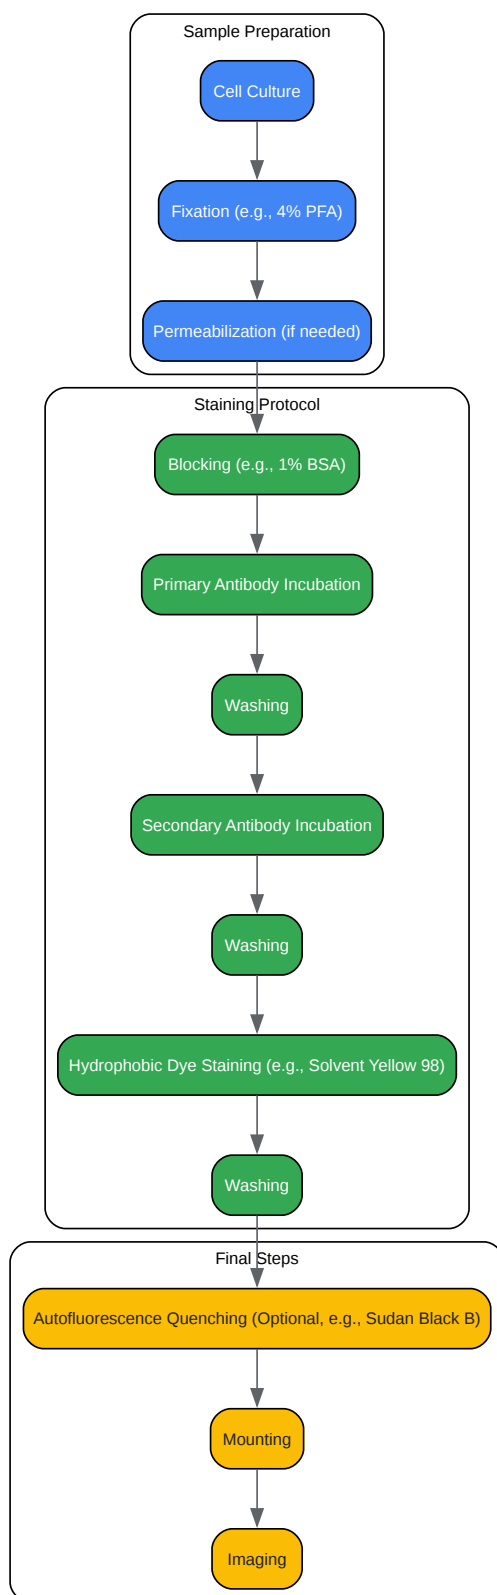 Sample Preparation
Cell Culture
Fixation (e.g., 4% PFA)
Permeabilization (if needed)
Staining Protocol
Blocking (e.g., 1% BSA)
Primary Antibody Incubation
Washing
Secondary Antibody Incubation
Washing
Hydrophobic Dye Staining (e.g., Solvent Yellow 98)
Washing
Final Steps
Autofluorescence Quenching (Optional, e.g., Sudan Black B)
Mounting
Imaging